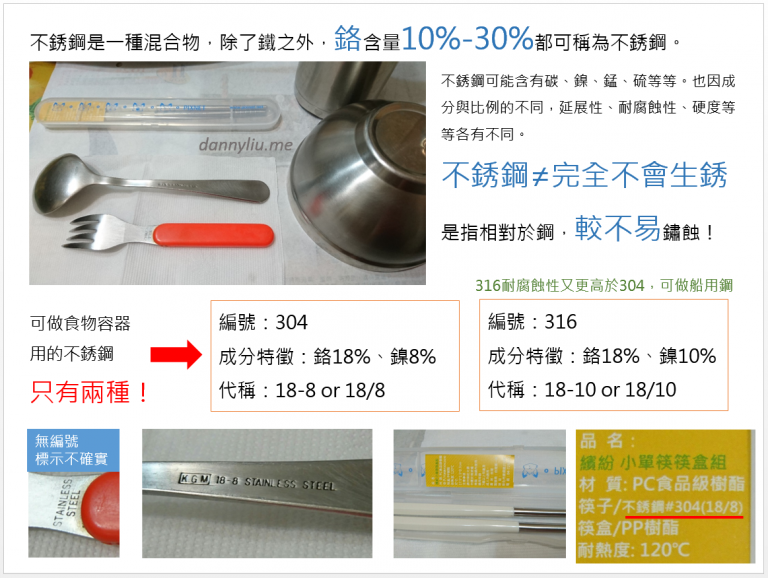 不銹鋼是一種混合物，除了鐵之外，鉻含量10%-30%都可稱為不銹鋼。
dannyliu.me
不銹鋼可能含有碳、鎳、錳、硫等等。也因成
分與比例的不同，延展性、耐腐蝕性、硬度等
等各有不同。
不銹鋼≠完全不會生銹
是指相對於鋼，較不易鏽蝕！
316耐腐蝕性又更高於304，可做船用鋼
可做食物容器
用的不銹鋼
只有兩種！
編號：304
成分特徵：鉻18%、鎳8%
代稱：18-8 or 18/8
編號：316
成分特徵：鉻18%、鎳10%
代稱：18-10 or 18/10
無編號
標示不確實
STAINLESS
STEEL
KGM 18-8 STAINLESS STEEL
品 名：
繽紛 小單筷筷盒組
材 質: PC食品級樹酯
筷子/不銹鋼#304(18/8)
筷盒/PP樹酯
耐熱度: 120℃